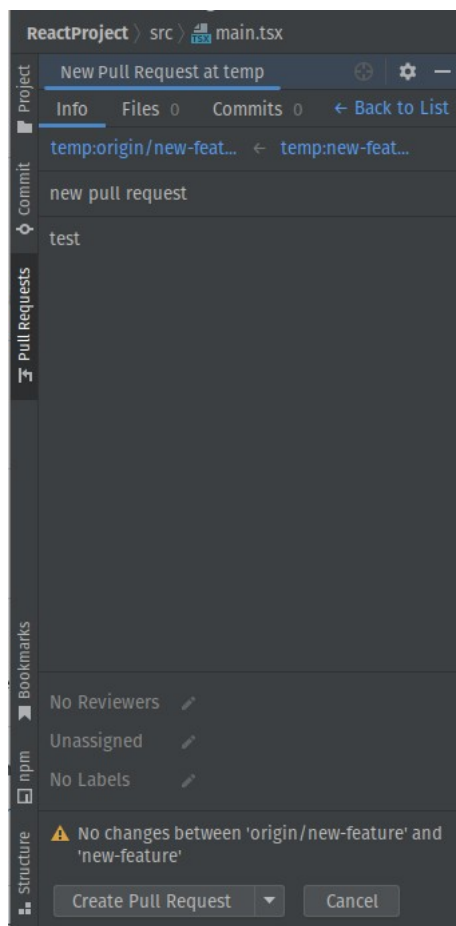 ReactProject 〉 src 〉 main.tsx
New Pull Request at temp
Info Files 0 Commits 0 ← Back to List
temp:origin/new-feat... ← temp:new-feat...
new pull request
test
Project
Commit
Pull Requests
Bookmarks
npm
Structure
No Reviewers
Unassigned
No Labels
No changes between 'origin/new-feature' and
'new-feature'
Create Pull Request Cancel